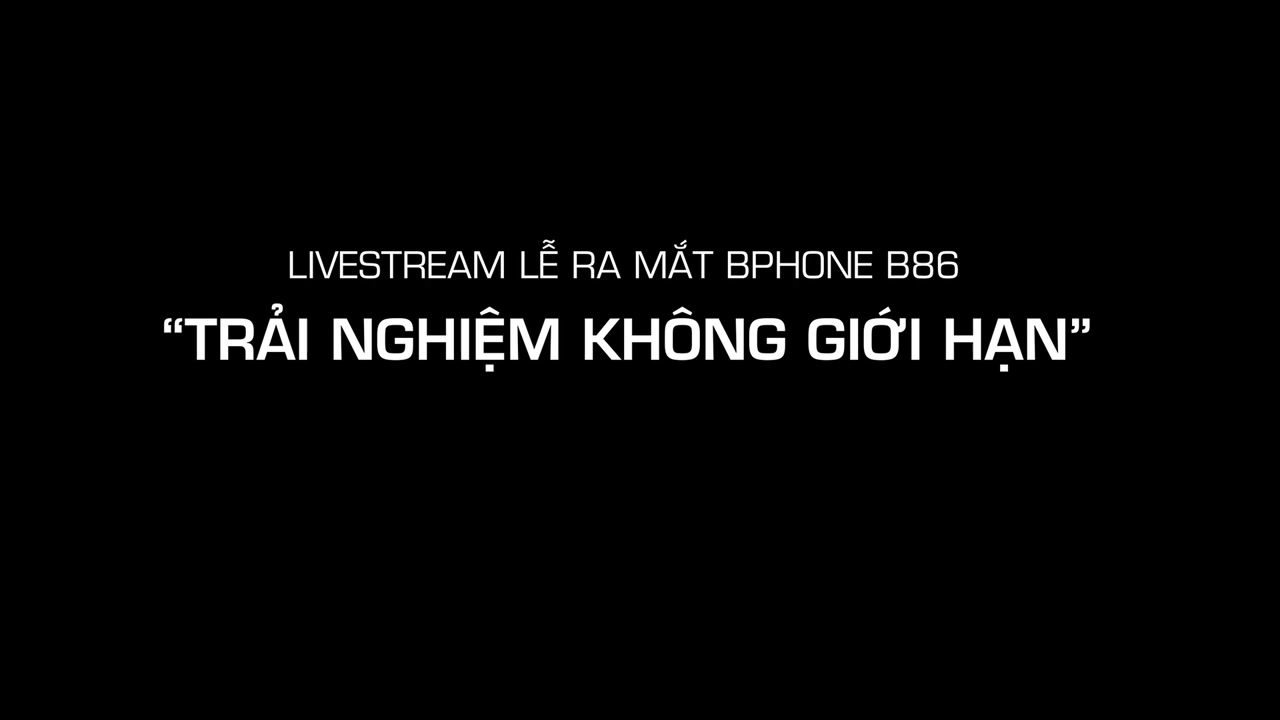 LIVESTREAM LỄ RA MẮT BPHONE B86
“TRẢI NGHIỆM KHÔNG GIỚI HẠN”